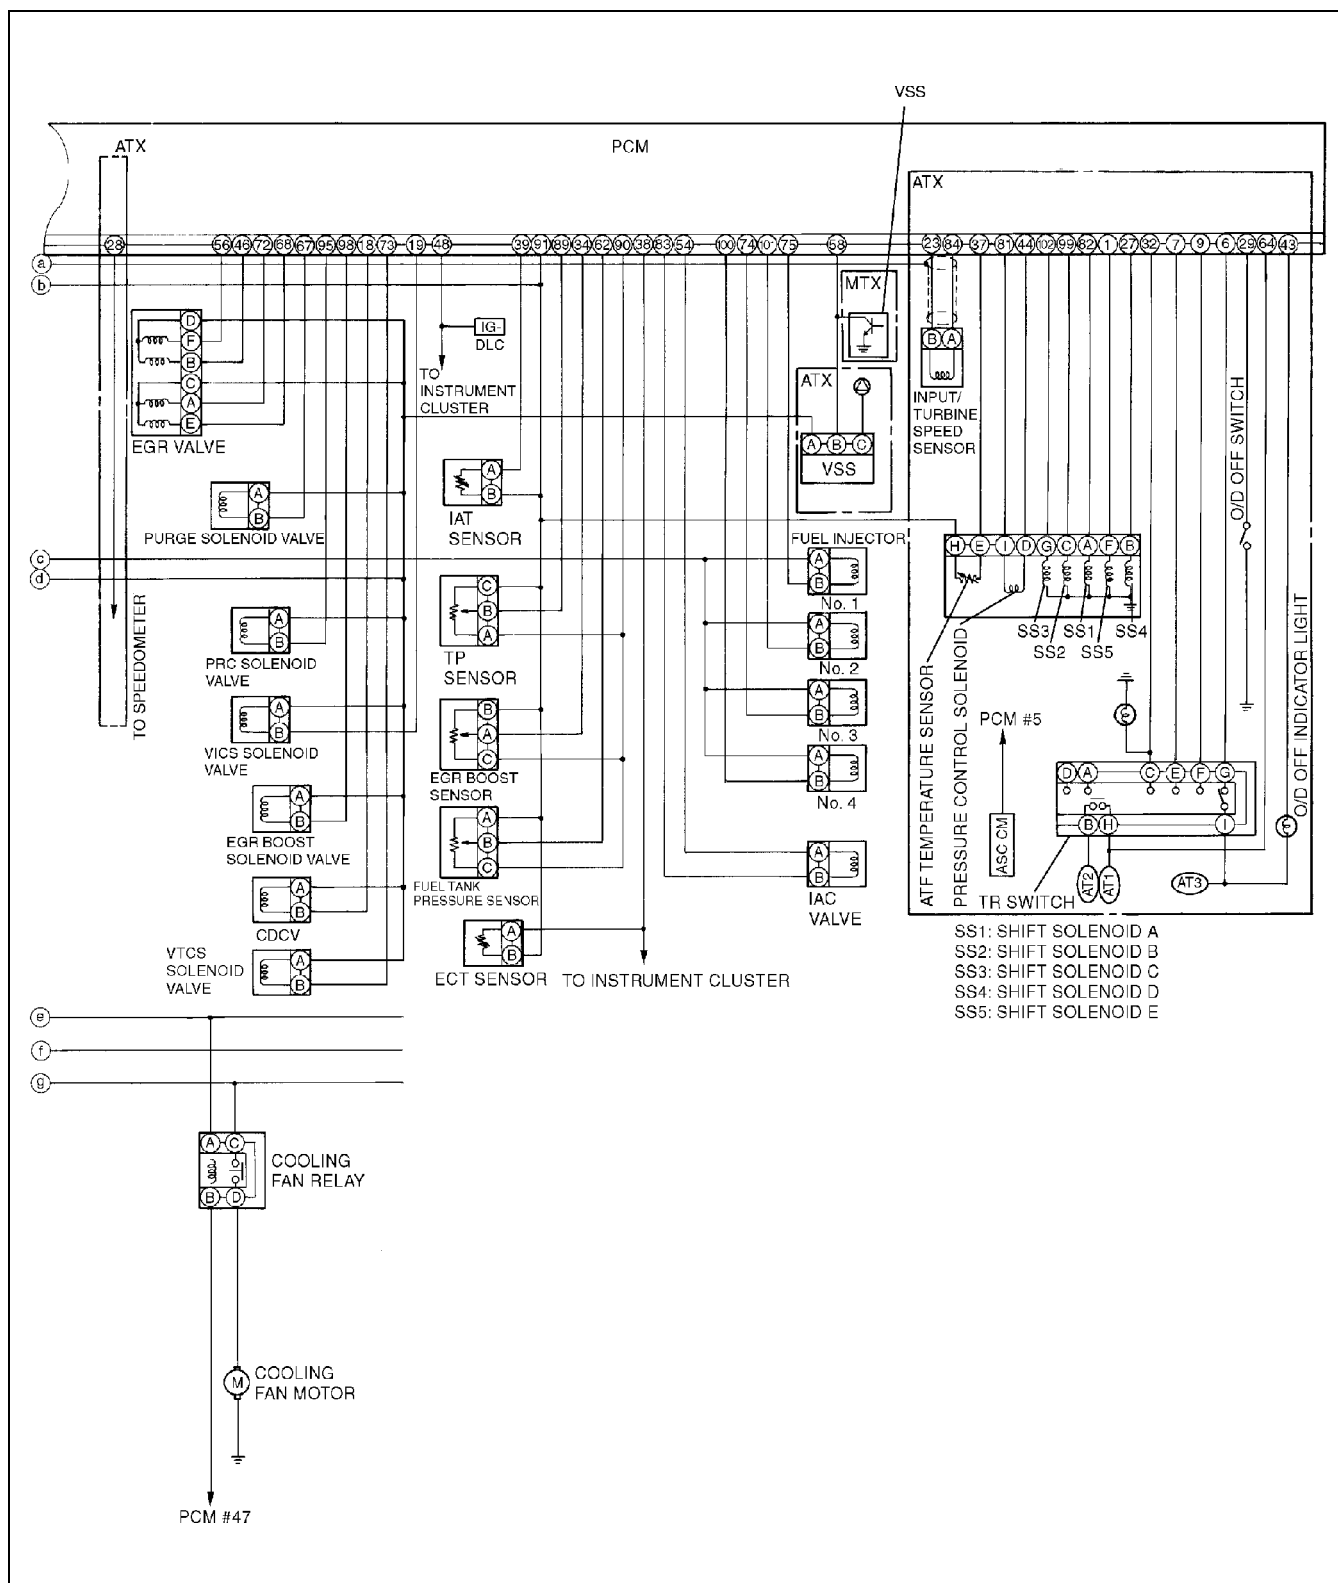 VSS
ATX
PCM
ATX
28 56 46 72 68 67 95 98 18 73 19 48 39 91 89 34 62 90 38 83 54 100 74 101 75 58 23 84 37 81 44 102 99 82 1 27 32 7 9 6 29 64 43
a
b
MTX
D
F
B
C
A
E
EGR VALVE
IG-
DLC
TO
INSTRUMENT
CLUSTER
B A
INPUT/
TURBINE
SPEED
SENSOR
ATX
A B C
VSS
O/D OFF SWITCH
A
B
IAT
SENSOR
A
B
PURGE SOLENOID VALVE
c
d
FUEL INJECTOR
A
B
No. 1
A
B
No. 2
A
B
No. 3
A
B
No. 4
H E I D G C A F B
SS3 SS1 SS4
SS2 SS5
C
B
A
TP
SENSOR
A
B
PRC SOLENOID
VALVE
TO SPEEDOMETER
A
B
VICS SOLENOID
VALVE
B
A
C
EGR BOOST
SENSOR
ATF TEMPERATURE SENSOR
PRESSURE CONTROL SOLENOID
PCM #5
ASC CM
O/D OFF INDICATOR LIGHT
D A C E F G
B H I
AT2 AT1 AT3
TR SWITCH
A
B
EGR BOOST
SOLENOID VALVE
A
B
C
FUEL TANK
PRESSURE SENSOR
A
B
IAC
VALVE
A
B
CDCV
A
B
ECT SENSOR
TO INSTRUMENT CLUSTER
VTCS
SOLENOID
VALVE
A
B
SS1: SHIFT SOLENOID A
SS2: SHIFT SOLENOID B
SS3: SHIFT SOLENOID C
SS4: SHIFT SOLENOID D
SS5: SHIFT SOLENOID E
e
f
g
A C
B D
COOLING
FAN RELAY
M
COOLING
FAN MOTOR
PCM #47